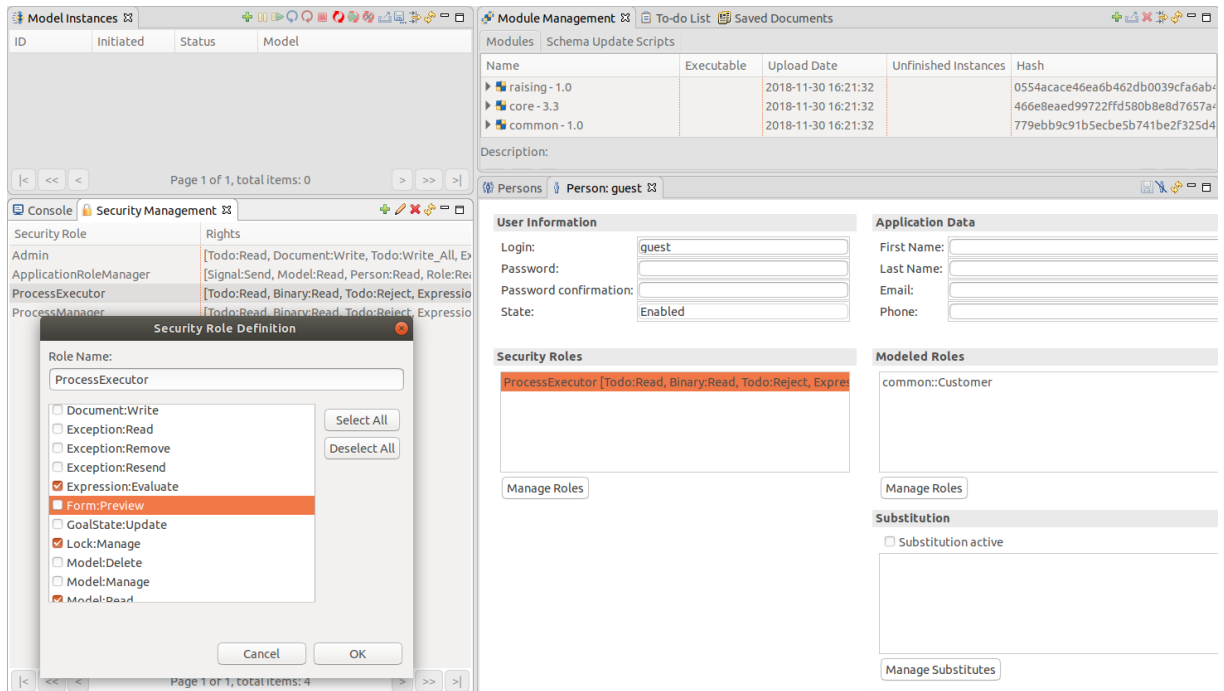 Model Instances
ID Initiated Status Model
|< << < Page 1 of 1, total items: 0 > >> >|
Console Security Management
Security Role Rights
Admin [Todo:Read, Document:Write, Todo:Write_All, Ex
ApplicationRoleManager [Signal:Send, Model:Read, Person:Read, Role:Rea
ProcessExecutor [Todo:Read, Binary:Read, Todo:Reject, Expressio
ProcessManager [Todo:Read, Binary:Read, Todo:Reject, Expressio
Security Role Definition
Role Name:
ProcessExecutor
Document:Write
Exception:Read
Exception:Remove
Exception:Resend
Expression:Evaluate
Form:Preview
GoalState:Update
Lock:Manage
Model:Delete
Model:Manage
Model:Read
Select All
Deselect All
Cancel OK
|< << < Page 1 of 1, total items: 4 > >> >|
Module Management To-do List Saved Documents
Modules Schema Update Scripts
Name Executable Upload Date Unfinished Instances Hash
raising - 1.0 2018-11-30 16:21:32 0554acace46ea6b462db0039cfa6ab4
core - 3.3 2018-11-30 16:21:32 466e8eaed99722ffd580b8e8d7657a4
common - 1.0 2018-11-30 16:21:32 779ebb9c91b5ecbe5b741be2f325d4
Description:
Persons Person: guest
User Information
Login: guest
Password:
Password confirmation:
State: Enabled
Application Data
First Name:
Last Name:
Email:
Phone:
Security Roles
ProcessExecutor [Todo:Read, Binary:Read, Todo:Reject, Expres
Manage Roles
Modeled Roles
common::Customer
Manage Roles
Substitution
Substitution active
Manage Substitutes